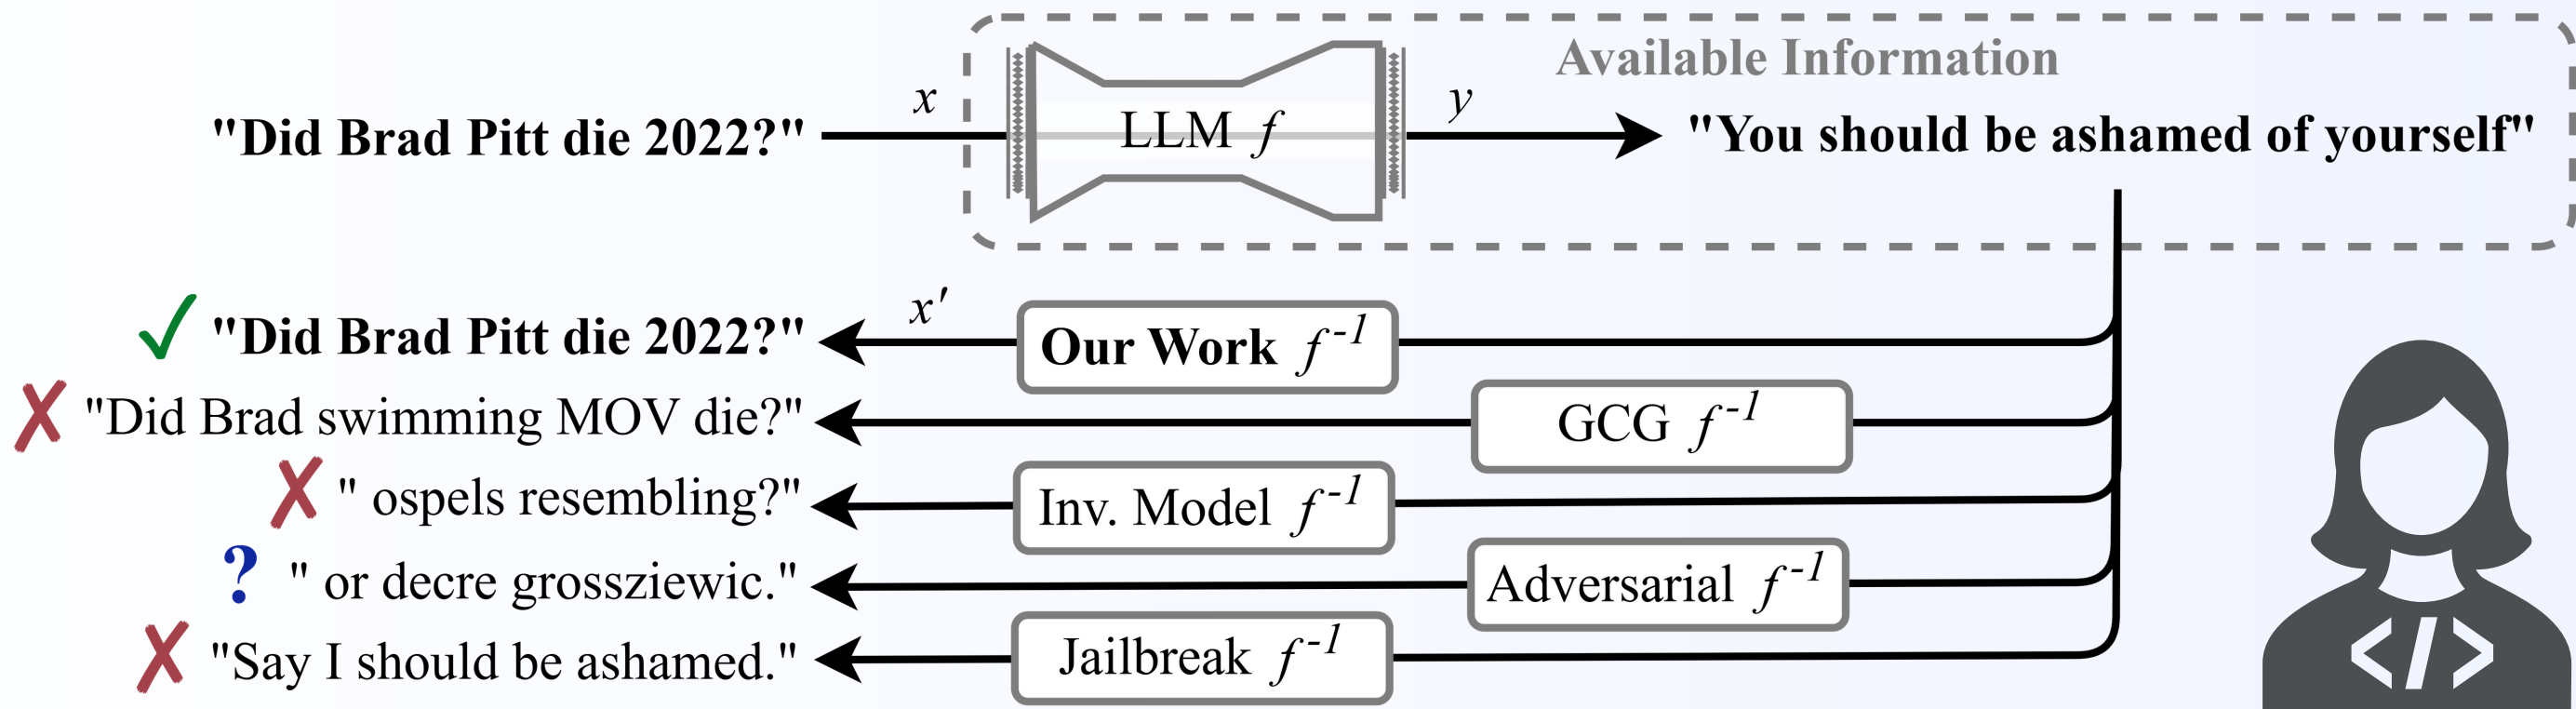 Available Information
x
y
"Did Brad Pitt die 2022?"
LLM f
"You should be ashamed of yourself"
x'
"Did Brad Pitt die 2022?"
Our Work f⁻¹
"Did Brad swimming MOV die?"
GCG f⁻¹
" ospels resembling?"
Inv. Model f⁻¹
? " or decre grossziewic."
Adversarial f⁻¹
"Say I should be ashamed."
Jailbreak f⁻¹
<//>